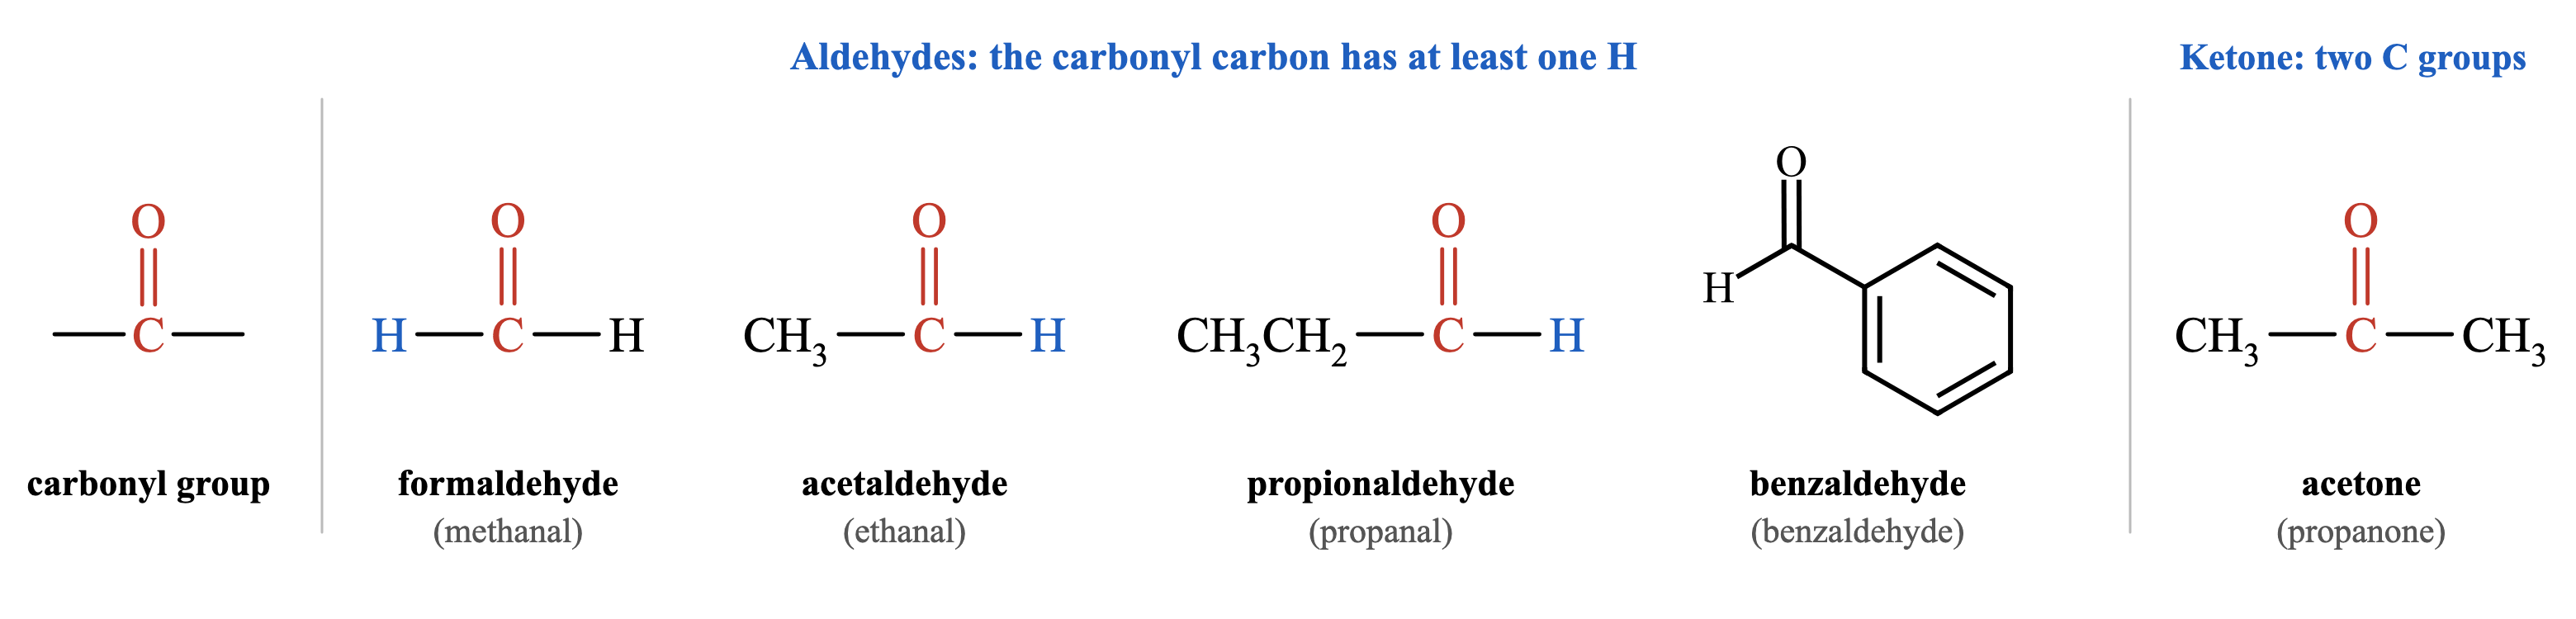 Aldehydes: the carbonyl carbon has at least one H
Ketone: two C groups
O
C
carbonyl group
O
H C H
formaldehyde
(methanal)
O
CH₃ C H
acetaldehyde
(ethanal)
O
CH₃CH₂ C H
propionaldehyde
(propanal)
O
H
benzaldehyde
(benzaldehyde)
O
CH₃ C CH₃
acetone
(propanone)